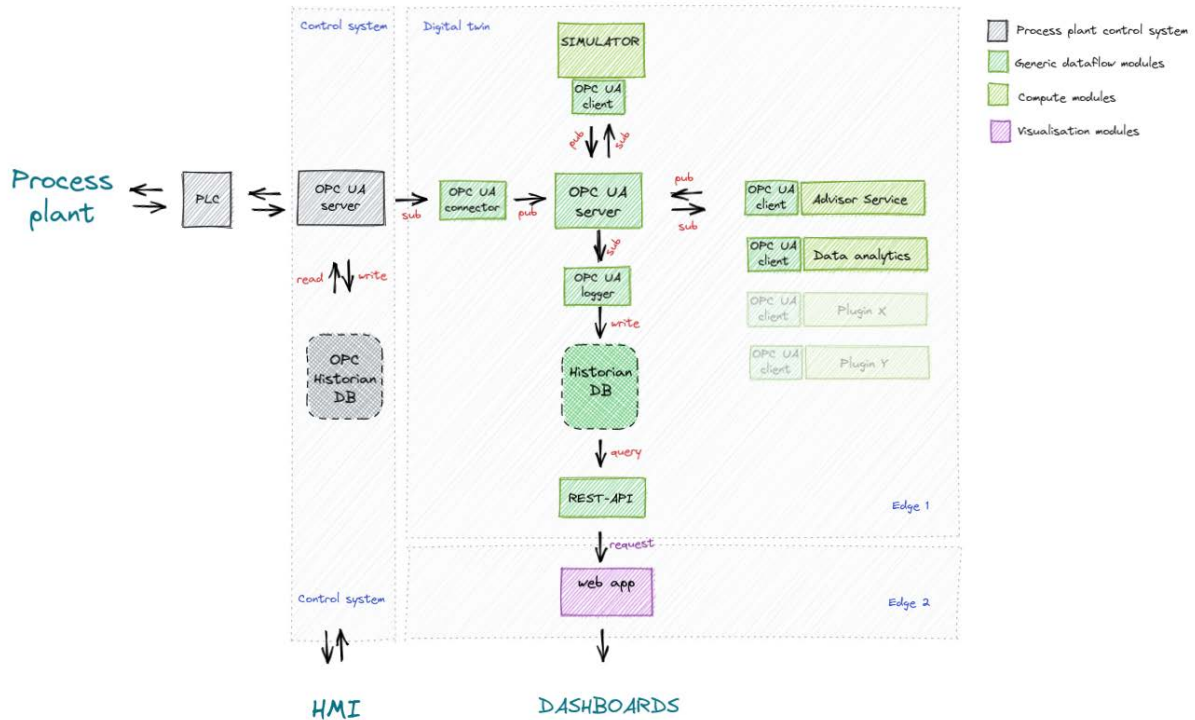 Control system
Digital twin
SIMULATOR
OPC UA
client
pub
sub
Process plant control system
Generic dataflow modules
Compute modules
Visualisation modules
Process
plant
PLC
OPC UA
server
sub
OPC UA
connector
pub
OPC UA
server
pub
sub
OPC UA
client
Advisor Service
OPC UA
client
Data analytics
OPC UA
client
Plugin X
OPC UA
client
Plugin Y
read
write
OPC
Historian
DB
sub
OPC UA
logger
write
Historian
DB
query
REST-API
Edge 1
request
web app
Control system
Edge 2
HMI
DASHBOARDS